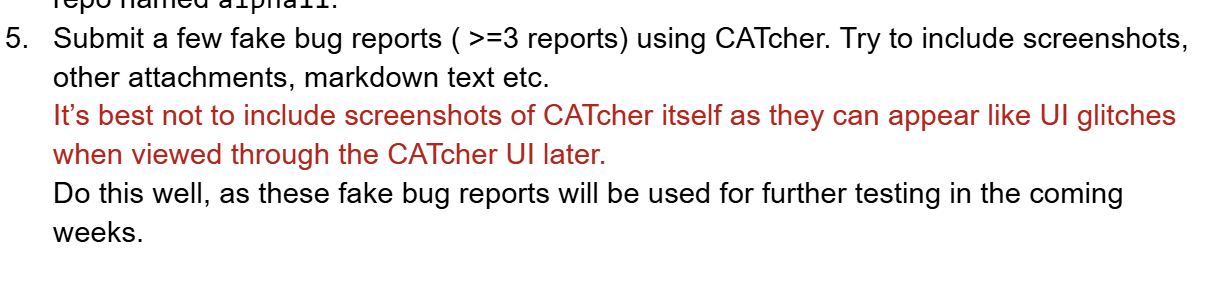 repo named alpha11.
5. Submit a few fake bug reports ( >=3 reports) using CATcher. Try to include screenshots,
other attachments, markdown text etc.
It’s best not to include screenshots of CATcher itself as they can appear like UI glitches
when viewed through the CATcher UI later.
Do this well, as these fake bug reports will be used for further testing in the coming
weeks.